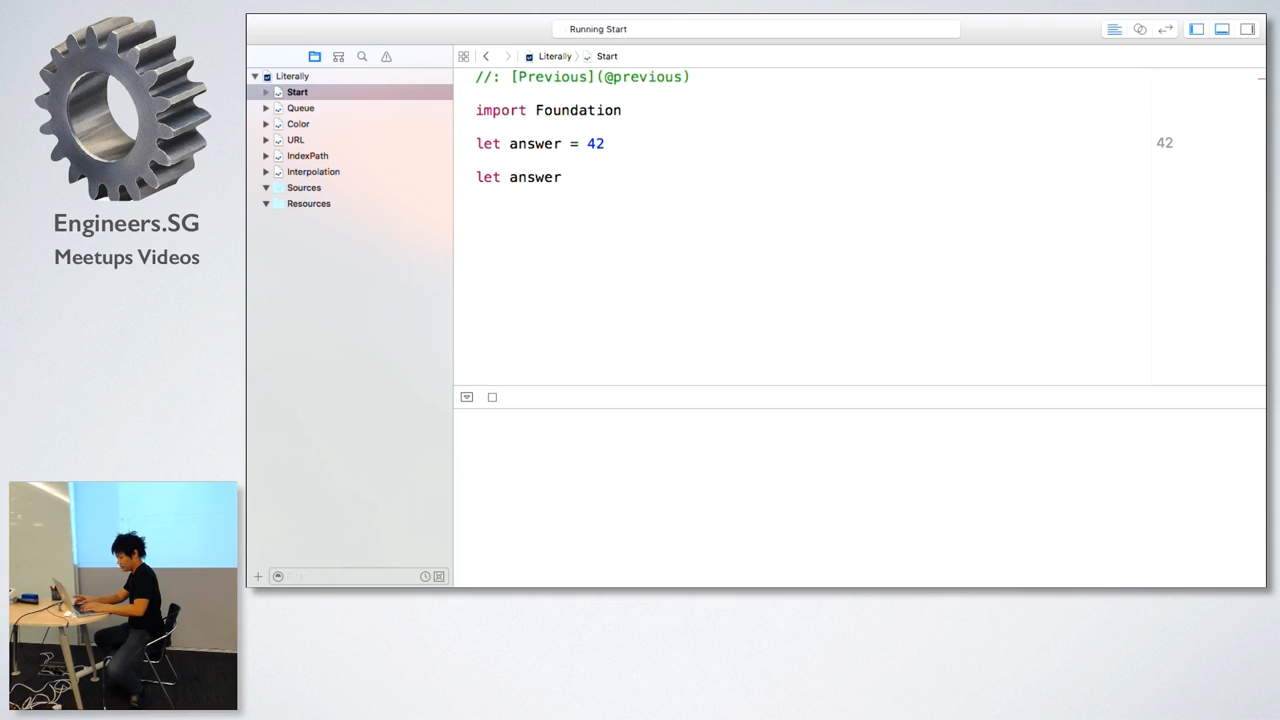 Engineers.SG
Meetups Videos
Running Start
Literally
Start
Queue
Color
URL
IndexPath
Interpolation
Sources
Resources
Literally
Start
//: [Previous](@previous)
import Foundation
let answer = 42
42
let answer